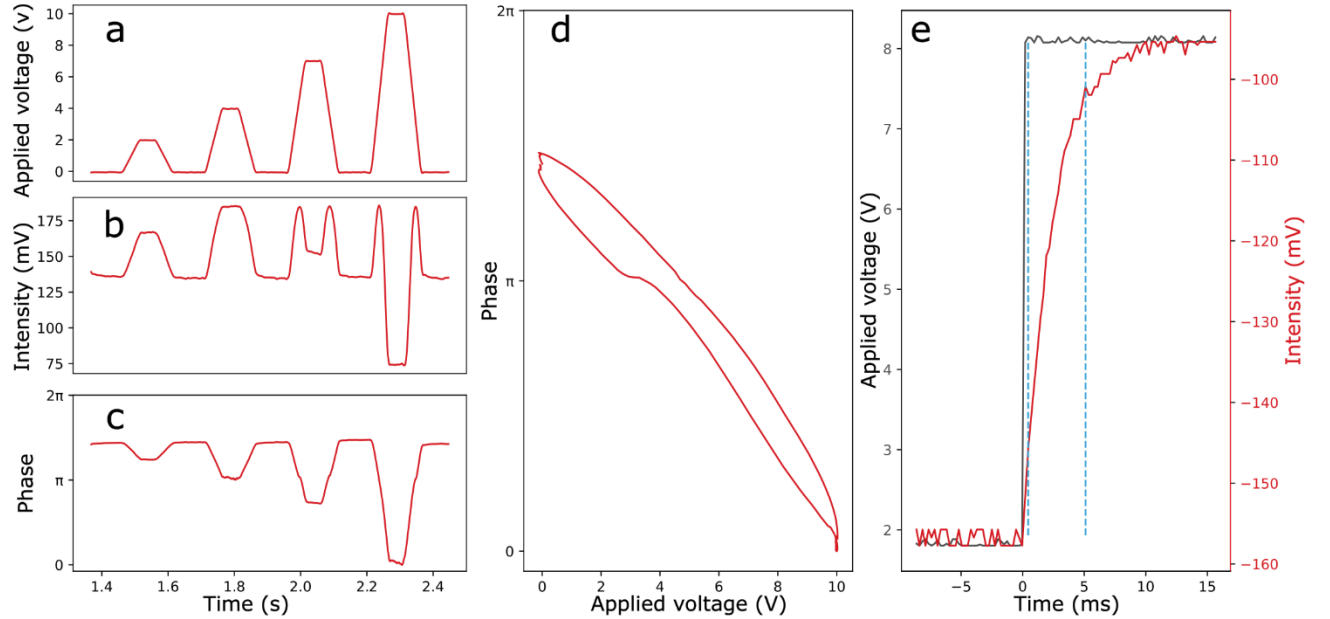 a
Applied voltage (v)
10
8
6
4
2
0
b
Intensity (mV)
175
150
125
100
75
c
Phase
2π
π
0
1.4 1.6 1.8 2.0 2.2 2.4
Time (s)
d
Phase
2π
π
0
0 2 4 6 8 10
Applied voltage (V)
e
Applied voltage (V)
8
7
6
5
4
3
2
−5 0 5 10 15
Time (ms)
−100
−110
−120
−130
−140
−150
−160
Intensity (mV)